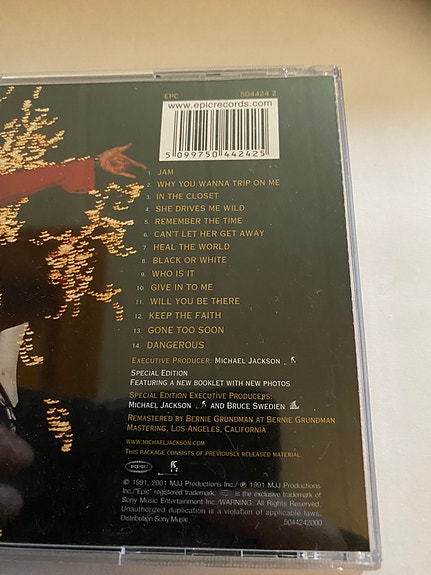 EPC 504424 2
www.epicrecords.com
5 099750 442425
1. JAM
2. WHY YOU WANNA TRIP ON ME
3. IN THE CLOSET
4. SHE DRIVES ME WILD
5. REMEMBER THE TIME
6. CAN'T LET HER GET AWAY
7. HEAL THE WORLD
8. BLACK OR WHITE
9. WHO IS IT
10. GIVE IN TO ME
11. WILL YOU BE THERE
12. KEEP THE FAITH
13. GONE TOO SOON
14. DANGEROUS
EXECUTIVE PRODUCER: MICHAEL JACKSON
SPECIAL EDITION
FEATURING A NEW BOOKLET WITH NEW PHOTOS
SPECIAL EDITION EXECUTIVE PRODUCERS:
MICHAEL JACKSON AND BRUCE SWEDIEN
REMASTERED BY BERNIE GRUNDMAN AT BERNIE GRUNDMAN
MASTERING, LOS ANGELES, CALIFORNIA
WWW.MICHAELJACKSON.COM
THIS PACKAGE CONSISTS OF PREVIOUSLY RELEASED MATERIAL.
epic
© 1991, 2001 MJJ Productions Inc./ ℗ 1991 MJJ Productions
Inc./"Epic" registered trademark. is the exclusive trademark of
Sony Music Entertainment Inc./WARNING: All Rights Reserved.
Unauthorized duplication is a violation of applicable laws.
Distribution Sony Music 5044242000